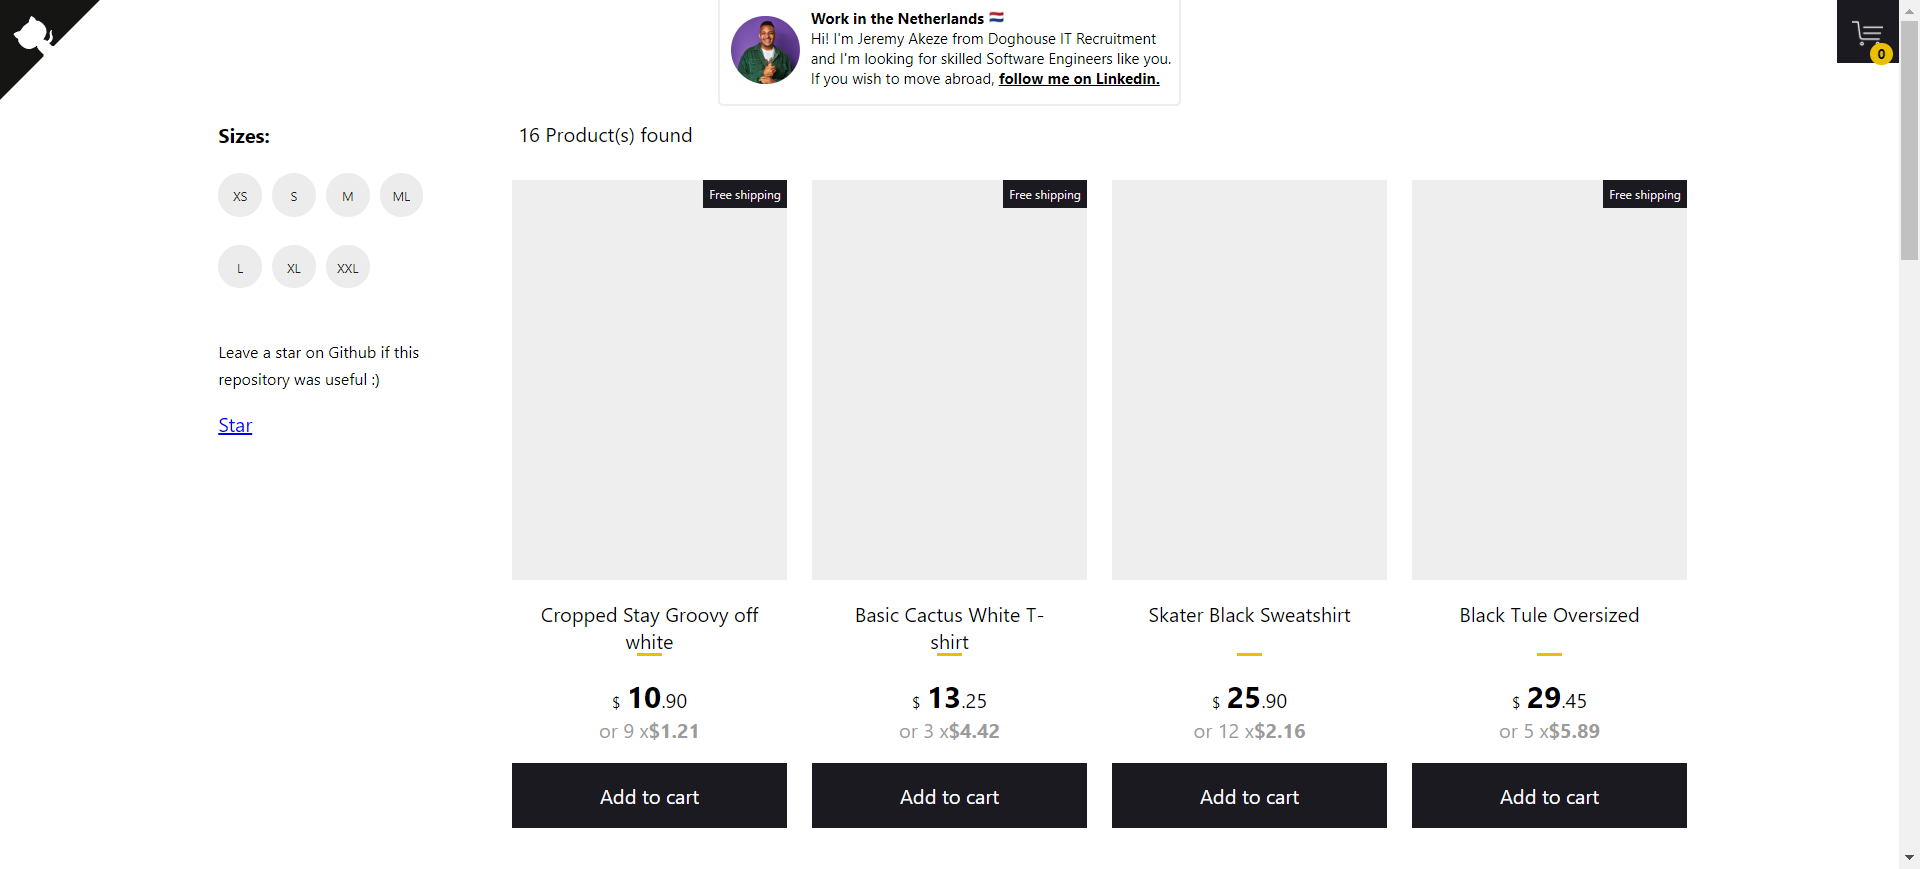 Work in the Netherlands 🇳🇱
Hi! I'm Jeremy Akeze from Doghouse IT Recruitment
and I'm looking for skilled Software Engineers like you.
If you wish to move abroad, follow me on Linkedin.
0
Sizes:
XS S M ML
L XL XXL
Leave a star on Github if this
repository was useful :)
Star
16 Product(s) found
Free shipping
Cropped Stay Groovy off
white
$ 10.90
or 9 x$1.21
Add to cart
Free shipping
Basic Cactus White T-
shirt
$ 13.25
or 3 x$4.42
Add to cart
Skater Black Sweatshirt
$ 25.90
or 12 x$2.16
Add to cart
Free shipping
Black Tule Oversized
$ 29.45
or 5 x$5.89
Add to cart